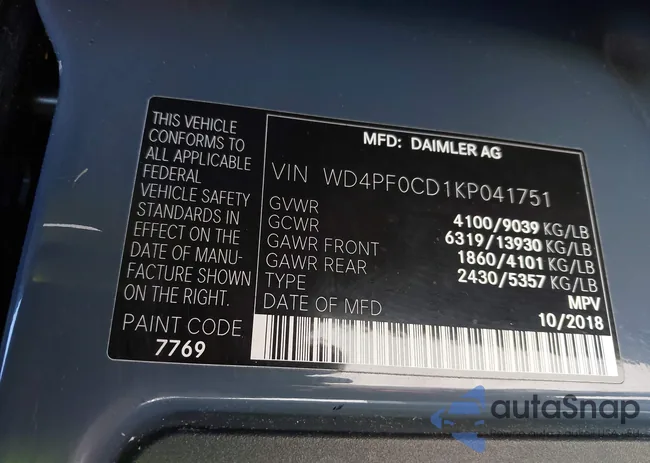 THIS VEHICLE
CONFORMS TO
ALL APPLICABLE
FEDERAL
VEHICLE SAFETY
STANDARDS IN
EFFECT ON THE
DATE OF MANU-
FACTURE SHOWN
ON THE RIGHT.
PAINT CODE
7769
MFD: DAIMLER AG
VIN WD4PF0CD1KP041751
GVWR 4100/9039 KG/LB
GCWR 6319/13930 KG/LB
GAWR FRONT 1860/4101 KG/LB
GAWR REAR 2430/5357 KG/LB
TYPE MPV
DATE OF MFD 10/2018
autaSnap